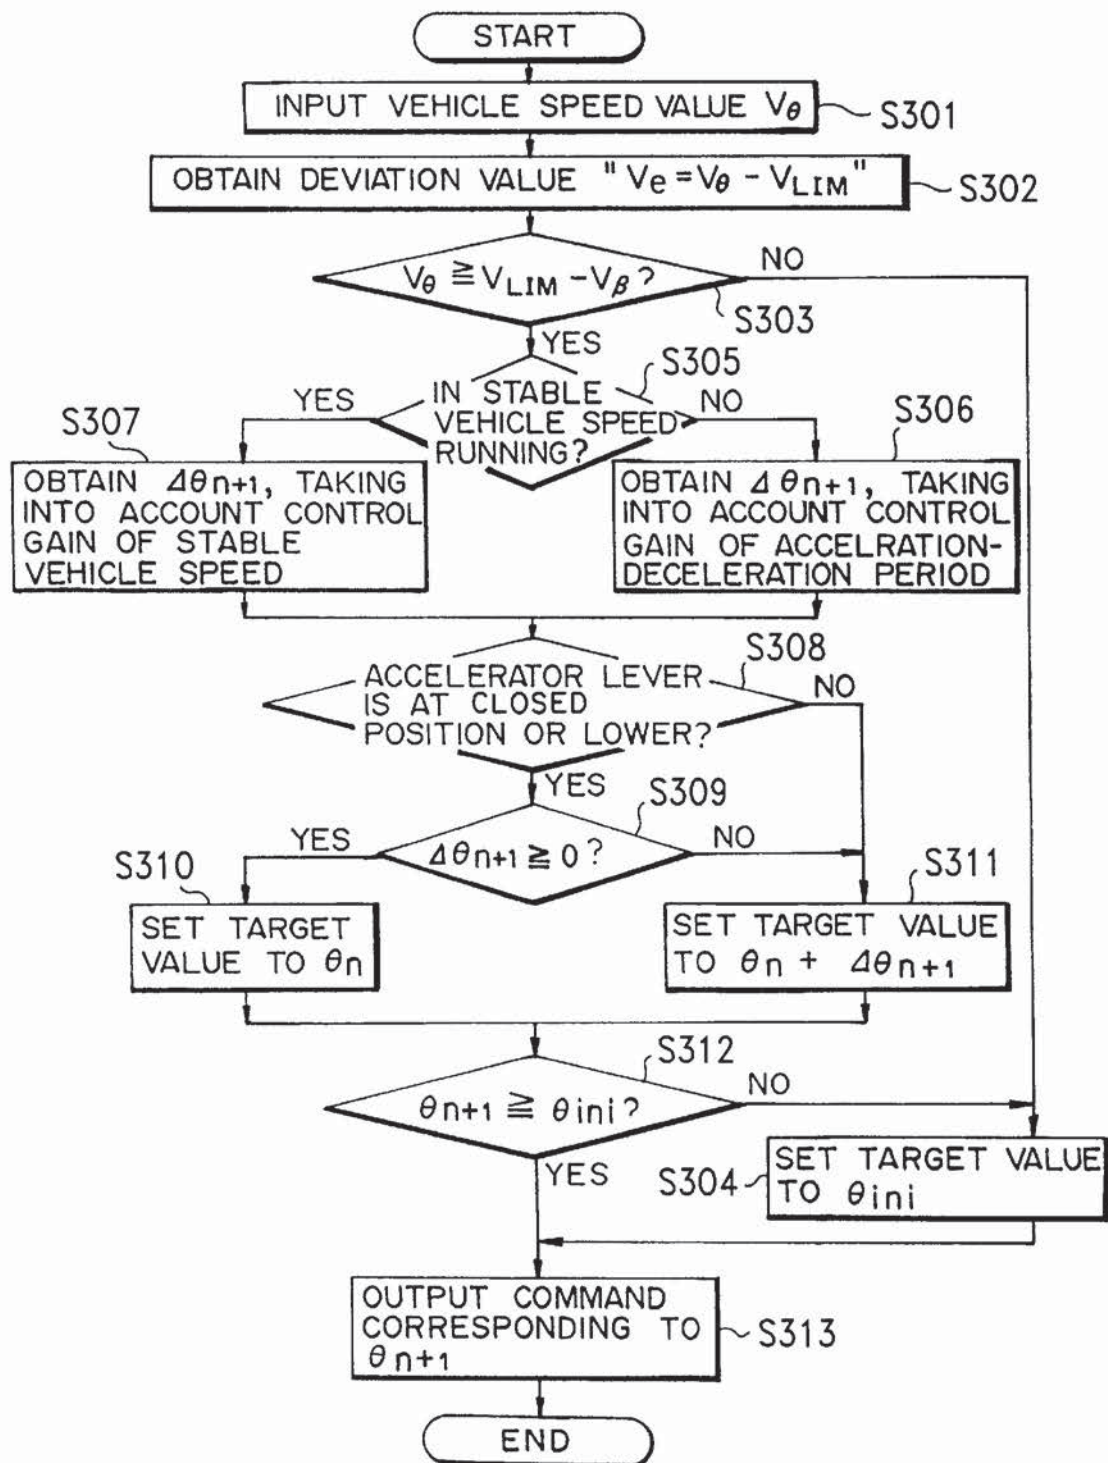 START
INPUT VEHICLE SPEED VALUE Vθ
S301
OBTAIN DEVIATION VALUE "Ve = Vθ - VLIM"
S302
Vθ ≧ VLIM - Vβ?
NO
S303
YES
S305
IN STABLE
VEHICLE SPEED
RUNNING?
YES
NO
S307
S306
OBTAIN Δθn+1, TAKING
INTO ACCOUNT CONTROL
GAIN OF STABLE
VEHICLE SPEED
OBTAIN Δθn+1, TAKING
INTO ACCOUNT CONTROL
GAIN OF ACCELRATION-
DECELERATION PERIOD
S308
ACCELERATOR LEVER
IS AT CLOSED
POSITION OR LOWER?
NO
YES
S309
Δθn+1 ≧ 0?
YES
NO
S310
S311
SET TARGET
VALUE TO θn
SET TARGET VALUE
TO θn + Δθn+1
S312
θn+1 ≧ θini?
NO
YES
S304
SET TARGET VALUE
TO θini
OUTPUT COMMAND
CORRESPONDING TO
θn+1
S313
END